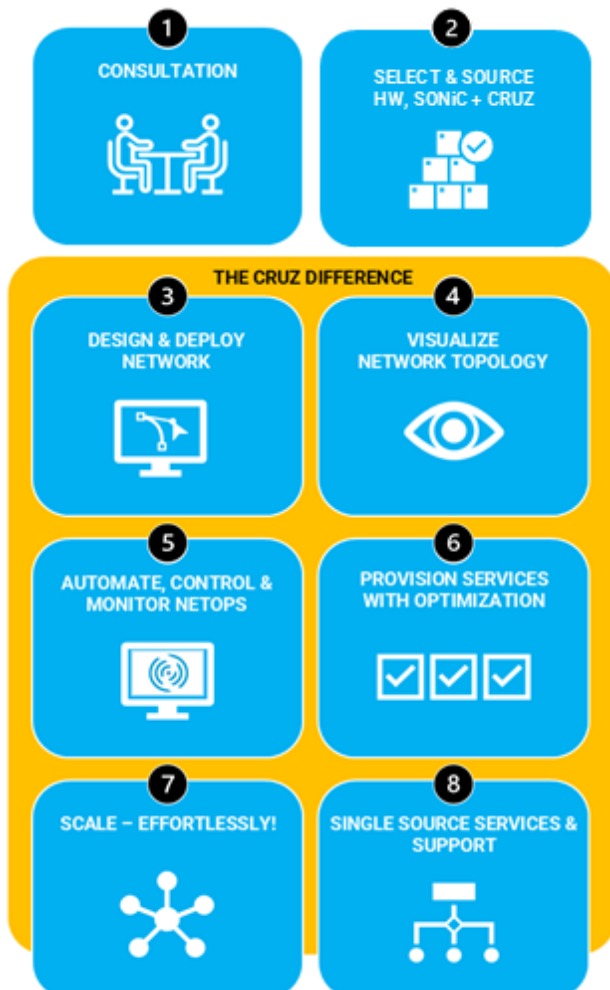 1
CONSULTATION
2
SELECT & SOURCE
HW, SONiC + CRUZ
THE CRUZ DIFFERENCE
3
DESIGN & DEPLOY
NETWORK
4
VISUALIZE
NETWORK TOPOLOGY
5
AUTOMATE, CONTROL &
MONITOR NETOPS
6
PROVISION SERVICES
WITH OPTIMIZATION
7
SCALE – EFFORTLESSLY!
8
SINGLE SOURCE SERVICES &
SUPPORT